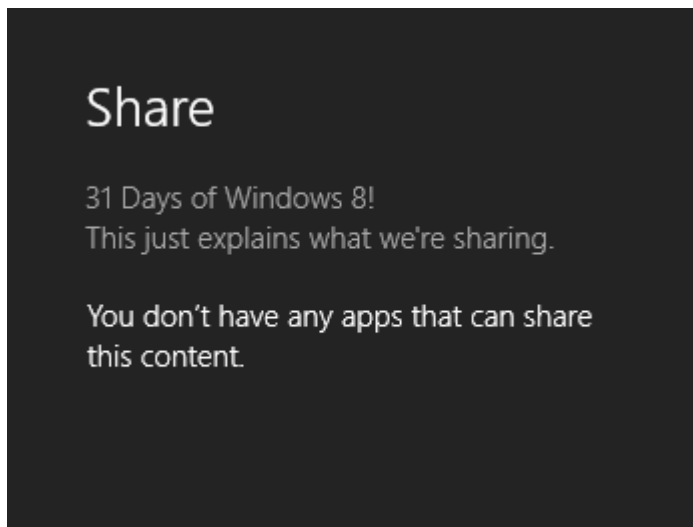 Share
31 Days of Windows 8!
This just explains what we're sharing.
You don’t have any apps that can share
this content.